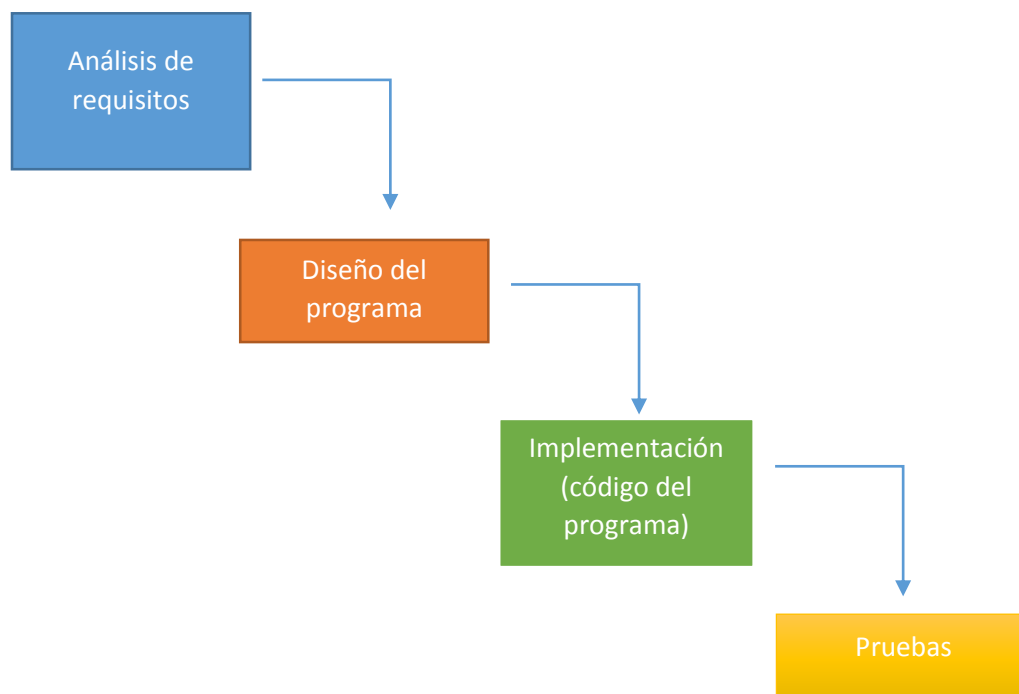 Análisis de
requisitos
Diseño del
programa
Implementación
(código del
programa)
Pruebas